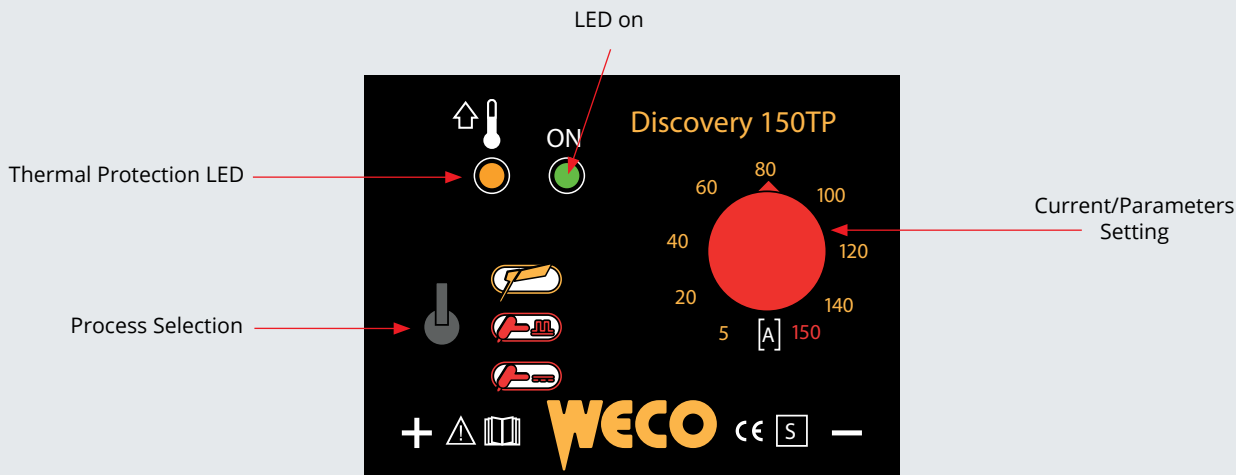 LED on
ON
Discovery 150TP
Thermal Protection LED
80
60
100
Current/Parameters
Setting
40
120
20
140
5
[A]
150
Process Selection
+
WECO
CE
S
−